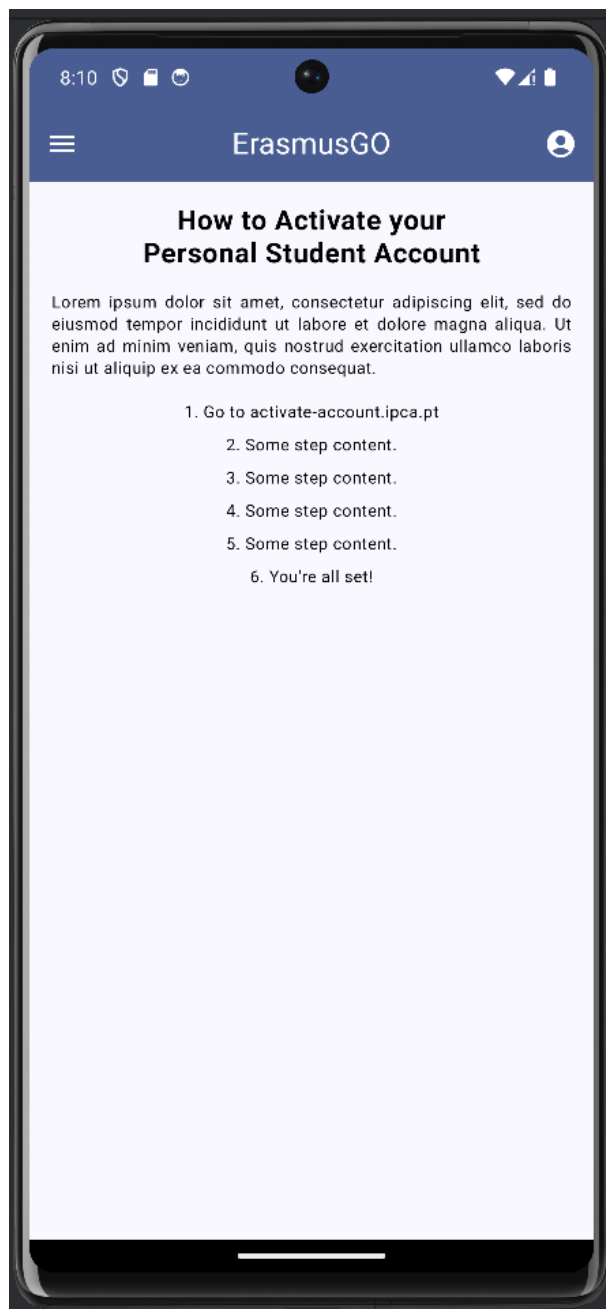 8:10
ErasmusGO
How to Activate your
Personal Student Account
Lorem ipsum dolor sit amet, consectetur adipiscing elit, sed do
eiusmod tempor incididunt ut labore et dolore magna aliqua. Ut
enim ad minim veniam, quis nostrud exercitation ullamco laboris
nisi ut aliquip ex ea commodo consequat.
1. Go to activate-account.ipca.pt
2. Some step content.
3. Some step content.
4. Some step content.
5. Some step content.
6. You're all set!